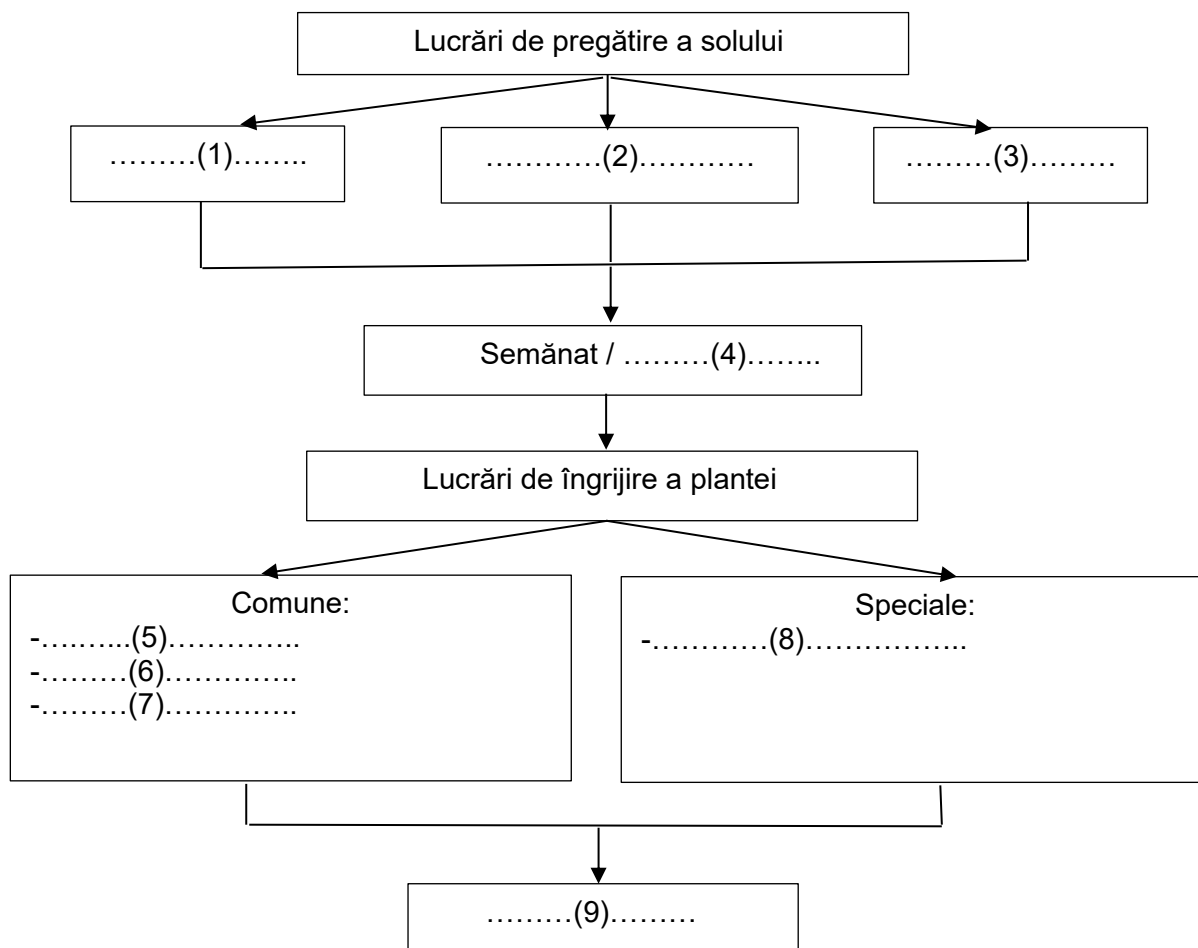 Lucrări de pregătire a solului
………(1)……..
…………(2)…………
………(3)………
Semănat / ………(4)……..
Lucrări de îngrijire a plantei
Comune:
-…..…..(5)…………..
-………(6)…………..
-………(7)…………..
Speciale:
-…………(8)……………..
………(9)………